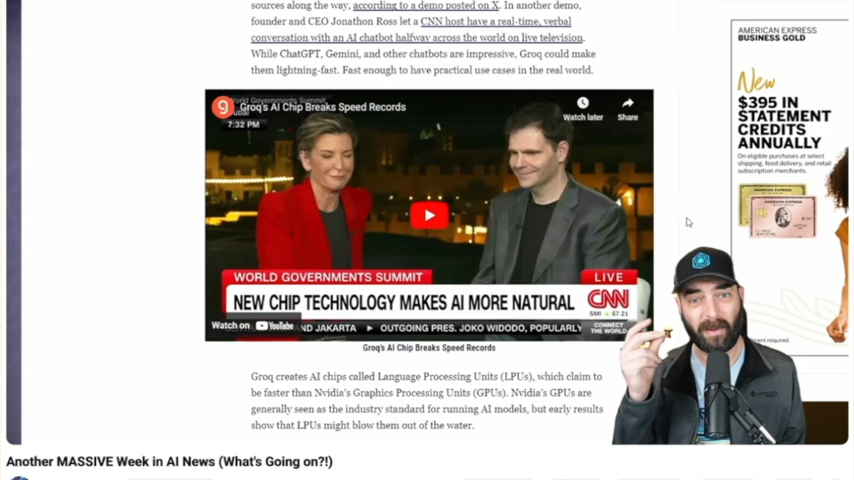 sources along the way, according to a demo posted on X. In another demo,
founder and CEO Jonathon Ross let a CNN host have a real-time, verbal
conversation with an AI chatbot halfway across the world on live television.
While ChatGPT, Gemini, and other chatbots are impressive, Groq could make
them lightning-fast. Fast enough to have practical use cases in the real world.
World Governments Summit
Groq's AI Chip Breaks Speed Records
Dubai
7:32 PM
Watch later
Share
WORLD GOVERNMENTS SUMMIT
LIVE
NEW CHIP TECHNOLOGY MAKES AI MORE NATURAL
CNN
SMI 67.21
Watch on YouTube
ND JAKARTA ► OUTGOING PRES. JOKO WIDODO, POPULARLY
CONNECT
THE WORLD
Groq's AI Chip Breaks Speed Records
Groq creates AI chips called Language Processing Units (LPUs), which claim to
be faster than Nvidia's Graphics Processing Units (GPUs). Nvidia's GPUs are
generally seen as the industry standard for running AI models, but early results
show that LPUs might blow them out of the water.
AMERICAN EXPRESS
BUSINESS GOLD
New
$395 IN
STATEMENT
CREDITS
ANNUALLY
On eligible purchases at select
shipping, food delivery, and retail
subscription merchants.
required.
Another MASSIVE Week in AI News (What's Going on?!)